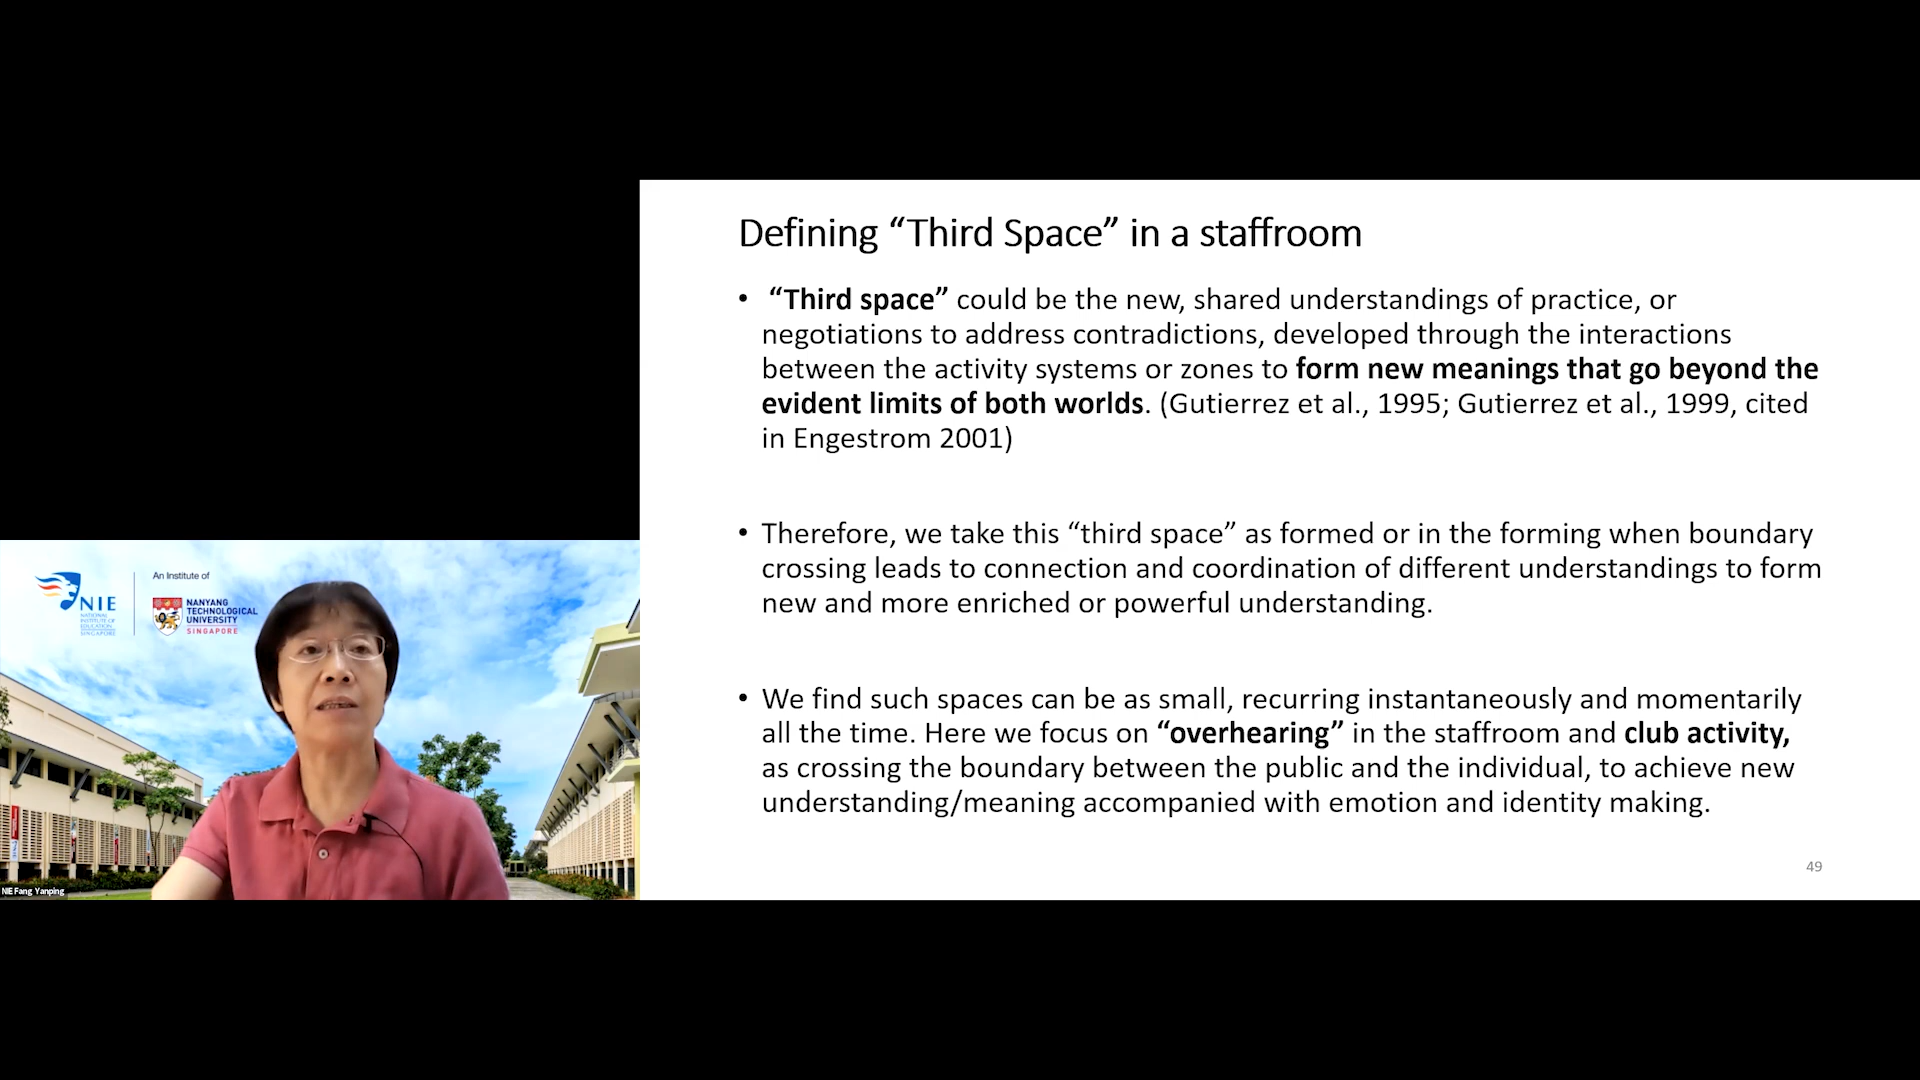 Defining “Third Space” in a staffroom
• “Third space” could be the new, shared understandings of practice, or
negotiations to address contradictions, developed through the interactions
between the activity systems or zones to form new meanings that go beyond the
evident limits of both worlds. (Gutierrez et al., 1995; Gutierrez et al., 1999, cited
in Engestrom 2001)
• Therefore, we take this “third space” as formed or in the forming when boundary
crossing leads to connection and coordination of different understandings to form
new and more enriched or powerful understanding.
• We find such spaces can be as small, recurring instantaneously and momentarily
all the time. Here we focus on “overhearing” in the staffroom and club activity,
as crossing the boundary between the public and the individual, to achieve new
understanding/meaning accompanied with emotion and identity making.
49
NIE
NATIONAL
INSTITUTE OF
EDUCATION
SINGAPORE
An Institute of
NANYANG
TECHNOLOGICAL
UNIVERSITY
SINGAPORE
NIE Fang Yanping